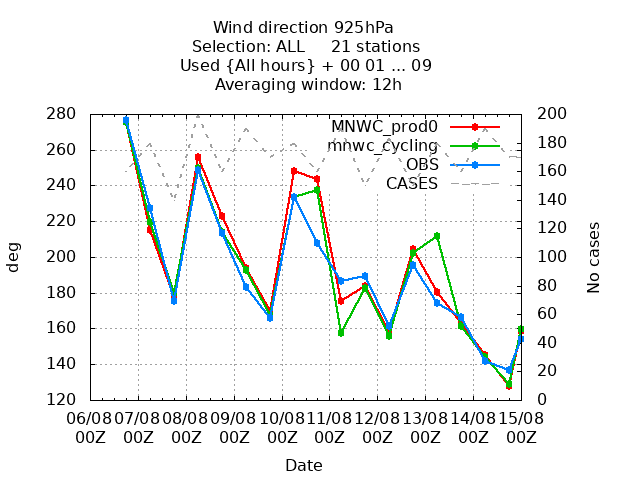 Wind direction 925hPa
Selection: ALL 21 stations
Used {All hours} + 00 01 ... 09
Averaging window: 12h
280 200
260 180
240 160
220 140
200 120
180 100
160 80
140 60
120 40
20
0
MNWC_prod0
mnwc_cycling
OBS
CASES
deg
No cases
06/08 07/08 08/08 09/08 10/08 11/08 12/08 13/08 14/08 15/08
00Z 00Z 00Z 00Z 00Z 00Z 00Z 00Z 00Z 00Z
Date